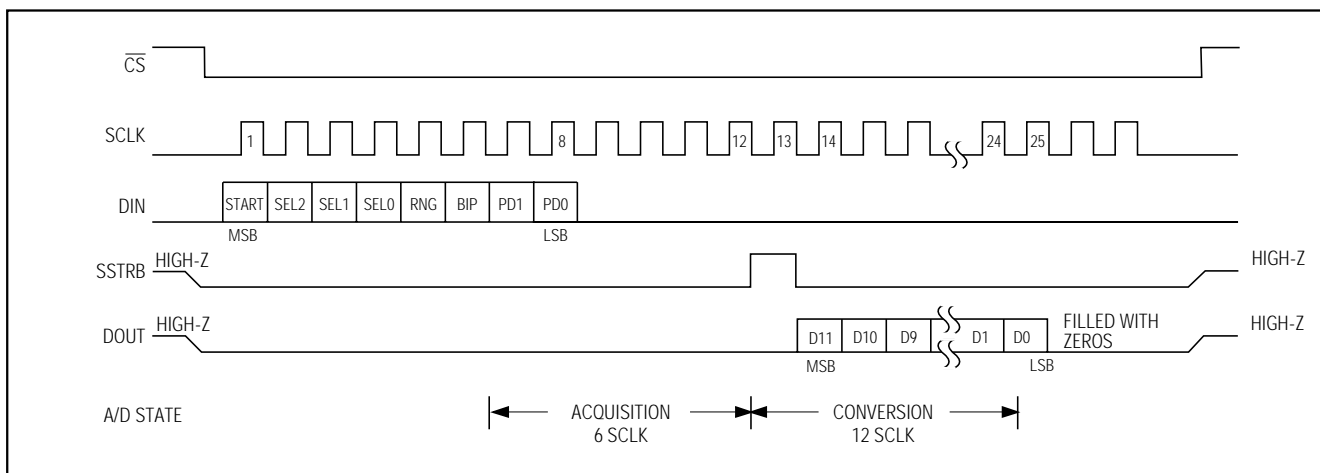 CS
SCLK 1 8 12 13 14 24 25
DIN START SEL2 SEL1 SEL0 RNG BIP PD1 PD0
MSB LSB
SSTRB HIGH-Z HIGH-Z
DOUT HIGH-Z D11 D10 D9 D1 D0 FILLED WITH ZEROS HIGH-Z
MSB LSB
A/D STATE ACQUISITION CONVERSION
6 SCLK 12 SCLK